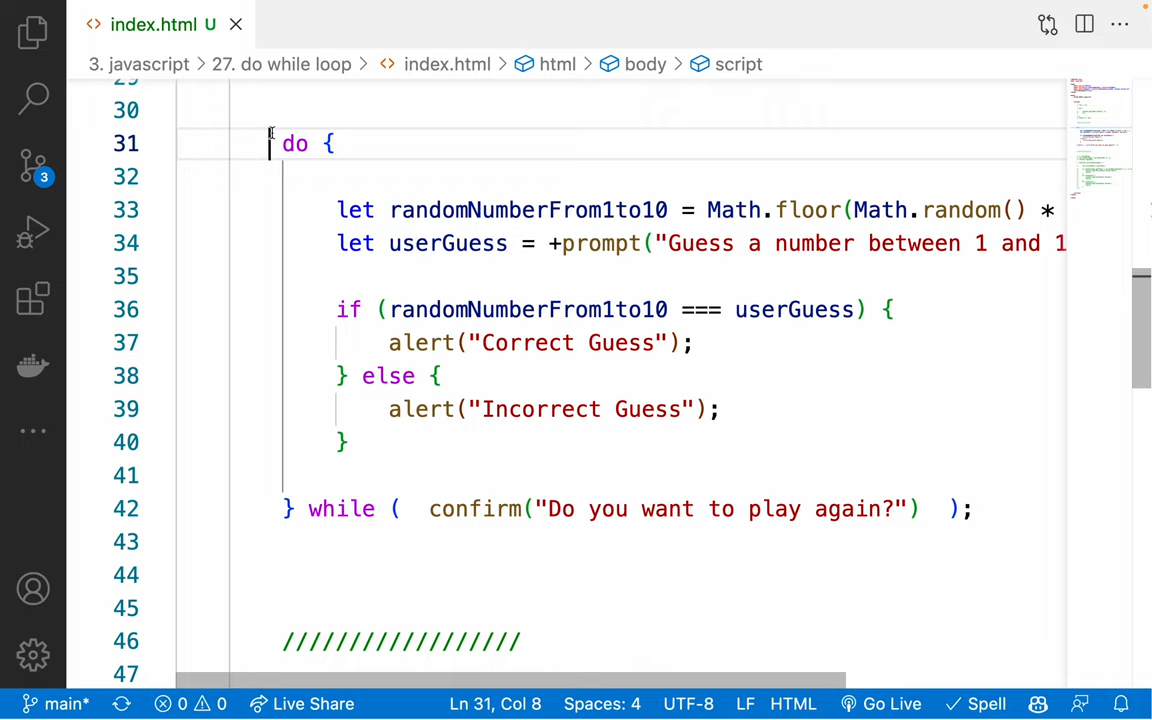 index.html U
3. javascript > 27. do while loop > index.html > html > body > script
29
30
31 do {
32
33 let randomNumberFrom1to10 = Math.floor(Math.random() *
34 let userGuess = +prompt("Guess a number between 1 and 1
35
36 if (randomNumberFrom1to10 === userGuess) {
37 alert("Correct Guess");
38 } else {
39 alert("Incorrect Guess");
40 }
41
42 } while ( confirm("Do you want to play again?") );
43
44
45
46 //////////////////
47
3
main* 0 0 Live Share Ln 31, Col 8 Spaces: 4 UTF-8 LF HTML Go Live Spell